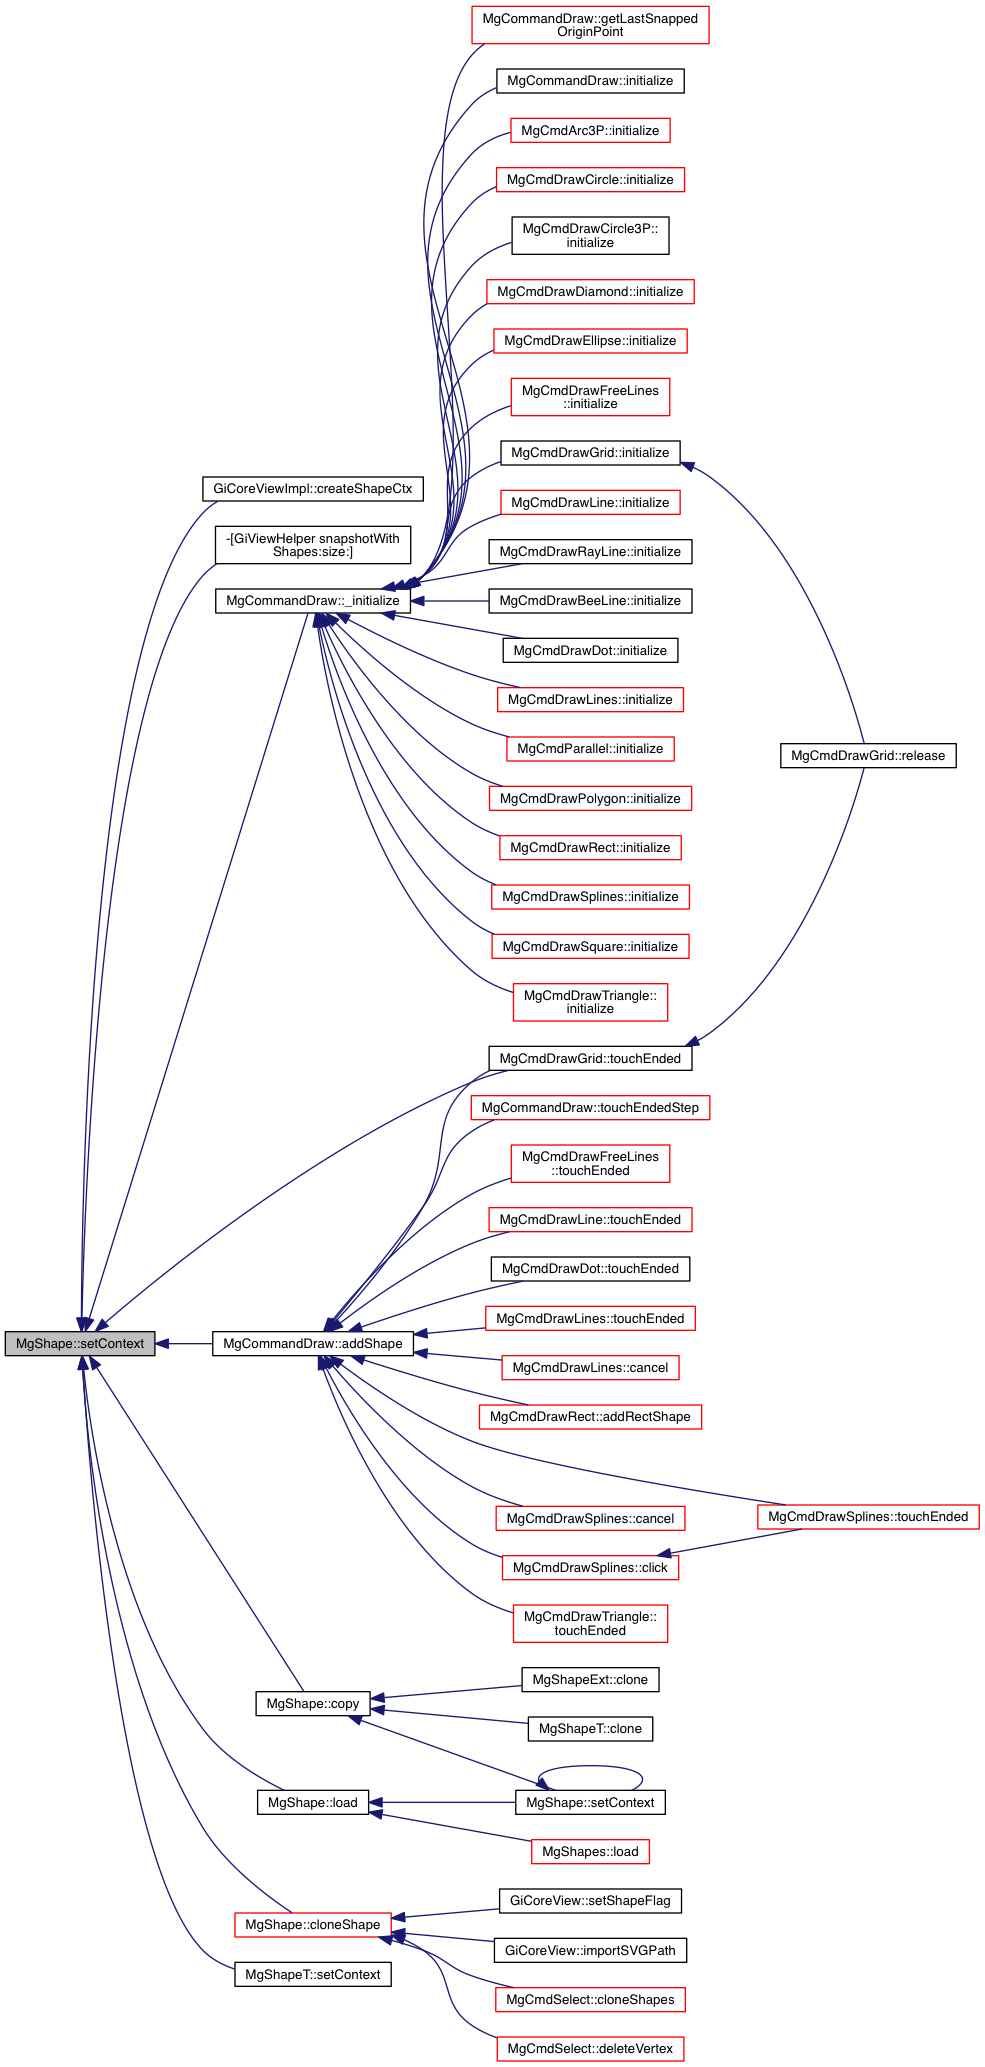 MgCommandDraw::getLastSnapped
OriginPoint
MgCommandDraw::initialize
MgCmdArc3P::initialize
MgCmdDrawCircle::initialize
MgCmdDrawCircle3P::
initialize
MgCmdDrawDiamond::initialize
MgCmdDrawEllipse::initialize
MgCmdDrawFreeLines
::initialize
MgCmdDrawGrid::initialize
GiCoreViewImpl::createShapeCtx
MgCmdDrawLine::initialize
-[GiViewHelper snapshotWith
Shapes:size:]
MgCmdDrawRayLine::initialize
MgCommandDraw::_initialize
MgCmdDrawBeeLine::initialize
MgCmdDrawDot::initialize
MgCmdDrawLines::initialize
MgCmdParallel::initialize
MgCmdDrawGrid::release
MgCmdDrawPolygon::initialize
MgCmdDrawRect::initialize
MgCmdDrawSplines::initialize
MgCmdDrawSquare::initialize
MgCmdDrawTriangle::
initialize
MgCmdDrawGrid::touchEnded
MgCommandDraw::touchEndedStep
MgCmdDrawFreeLines
::touchEnded
MgCmdDrawLine::touchEnded
MgCmdDrawDot::touchEnded
MgCmdDrawLines::touchEnded
MgShape::setContext
MgCommandDraw::addShape
MgCmdDrawLines::cancel
MgCmdDrawRect::addRectShape
MgCmdDrawSplines::cancel
MgCmdDrawSplines::touchEnded
MgCmdDrawSplines::click
MgCmdDrawTriangle::
touchEnded
MgShapeExt::clone
MgShape::copy
MgShapeT::clone
MgShape::load
MgShape::setContext
MgShapes::load
GiCoreView::setShapeFlag
MgShape::cloneShape
GiCoreView::importSVGPath
MgShapeT::setContext
MgCmdSelect::cloneShapes
MgCmdSelect::deleteVertex